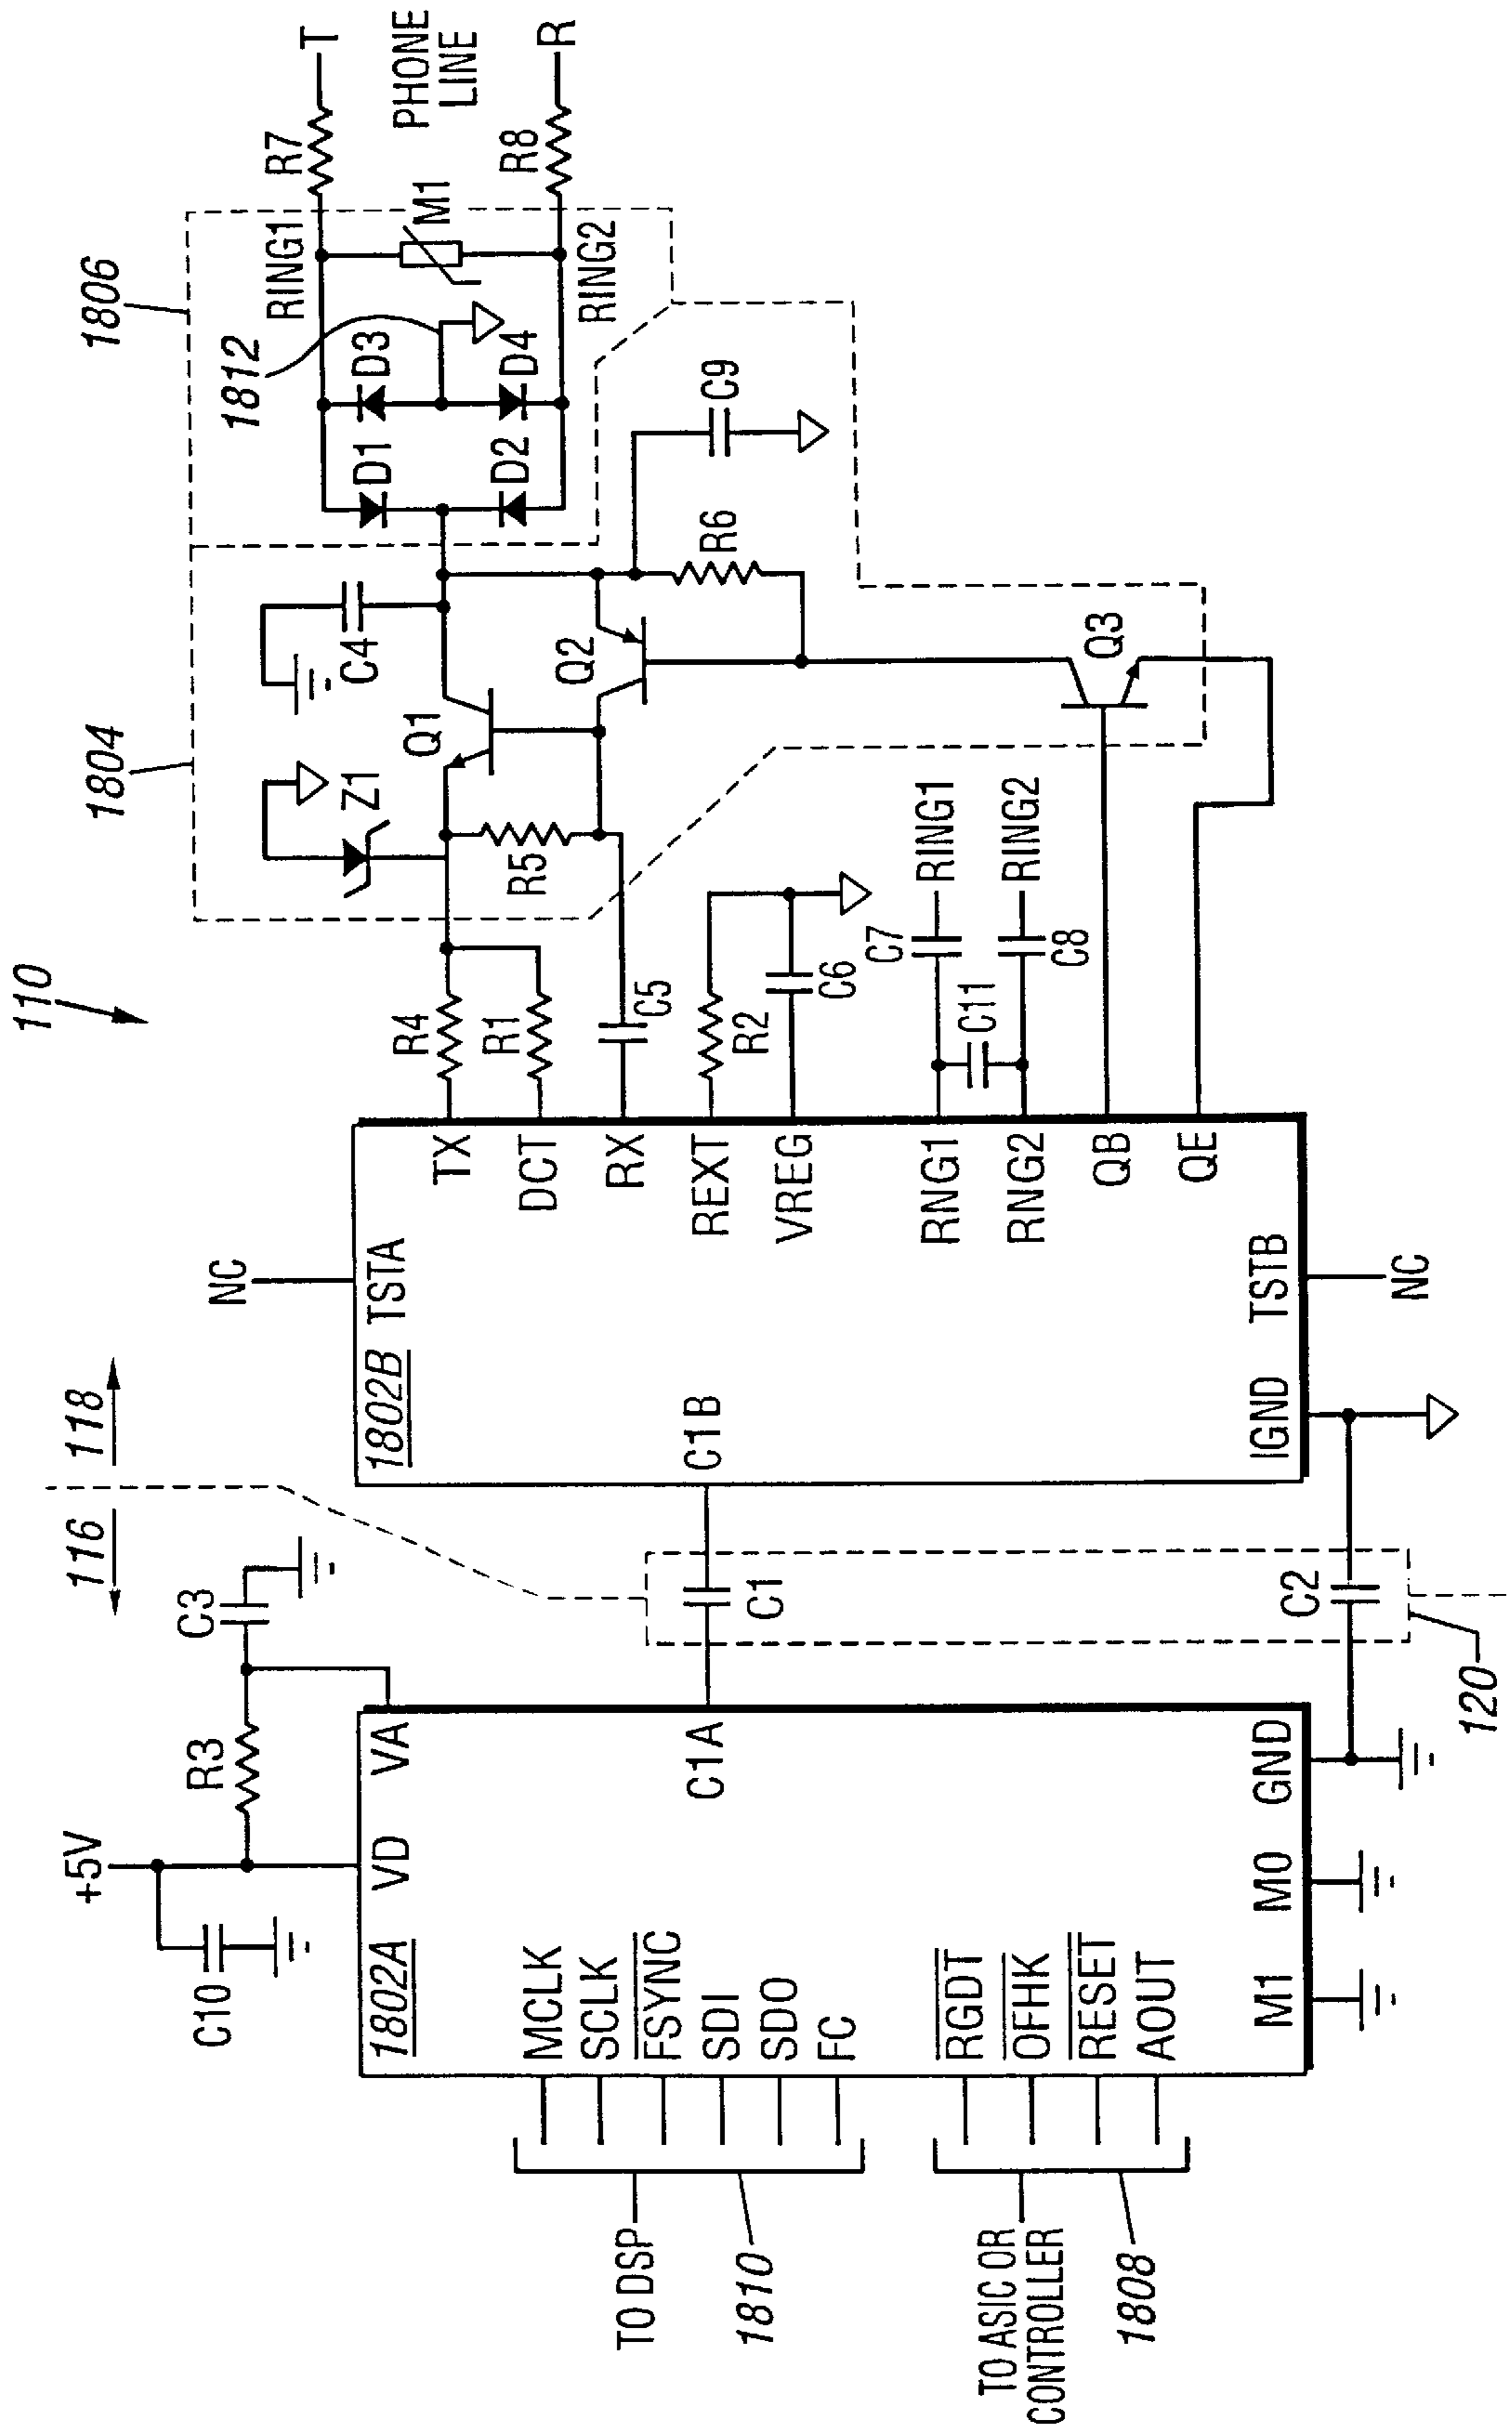 110
116
118
1804
1806
1812
+5V
C10
R3
C3
1802A
VD
VA
MCLK
SCLK
FSYNC
SDI
SDO
FC
RGDT
OFHK
RESET
AOUT
M1
M0
GND
C1A
TO DSP
1810
TO ASIC OR
CONTROLLER
1808
C1
C2
120
NC
1802B
TSTA
C1B
TX
DCT
RX
REXT
VREG
RNG1
RNG2
QB
QE
IGND
TSTB
NC
R4
R1
C5
R2
C6
C7
RING1
C11
C8
RING2
Z1
R5
Q1
C4
Q2
R6
C9
Q3
D1
D3
D2
D4
RING1
M1
RING2
R7
T
PHONE
LINE
R8
R